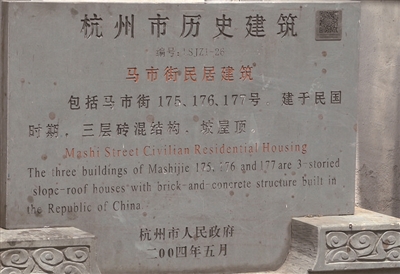 杭州市历史建筑
编号:SJZJ-26
马市街民居建筑
包括马市街175、176、177号 建于民国
时期，三层砖混结构、坡屋顶
Mashi Street Civilian Residential Housing
The three buildings of Mashijie 175, 176 and 177 are 3-storied
slope-roof houses with brick-and-concrete structure built in
the Republic of China
杭州市人民政府
二00四年五月